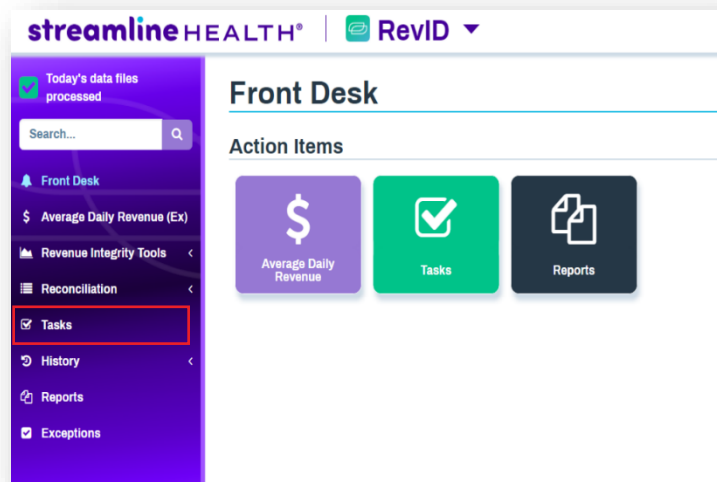 streamline HEALTH® RevID
Today's data files
processed
Search...
Front Desk
$ Average Daily Revenue (Ex)
Revenue Integrity Tools
Reconciliation
Tasks
History
Reports
Exceptions
Front Desk
Action Items
$
Average Daily
Revenue
Tasks
Reports